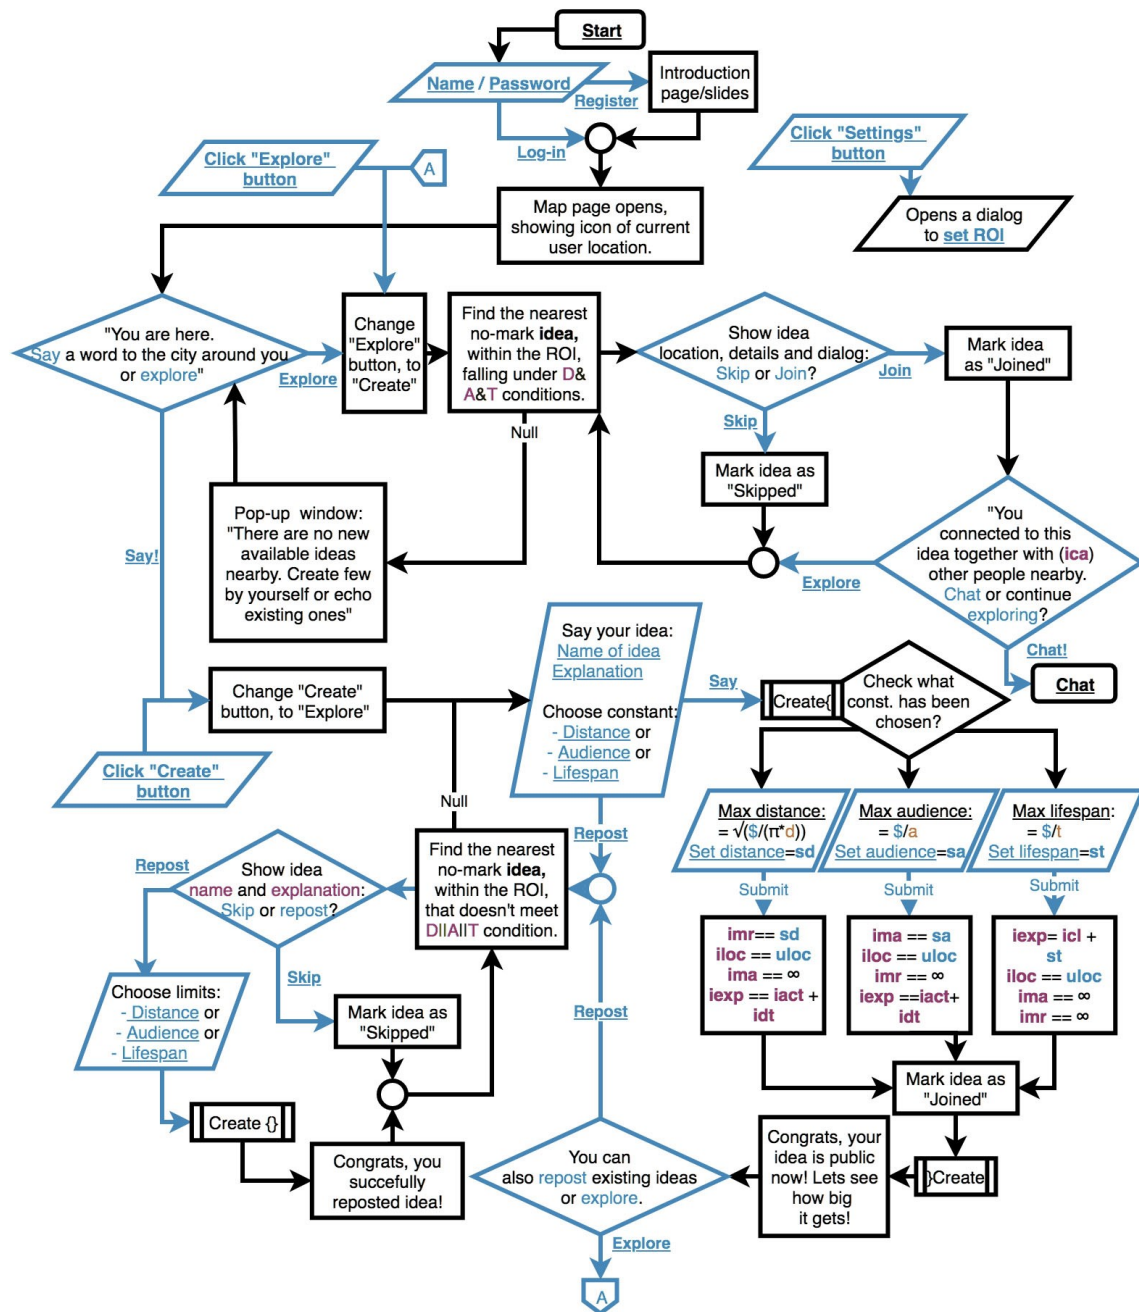 Start
Name / Password
Register
Introduction
page/slides
Log-in
Click "Explore"
button
A
Click "Settings"
button
Map page opens,
showing icon of current
user location.
Opens a dialog
to set ROI
"You are here.
Say a word to the city around you
or explore"
Explore
Change
"Explore"
button, to
"Create"
Find the nearest
no-mark idea,
within the ROI,
falling under D&
A&T conditions.
Show idea
location, details and dialog:
Skip or Join?
Join
Mark idea
as "Joined"
Null
Skip
Mark idea as
"Skipped"
Pop-up window:
"There are no new
available ideas
nearby. Create few
by yourself or echo
existing ones"
Say!
"You
connected to this
idea together with (ica)
other people nearby.
Chat or continue
exploring?
Explore
Chat!
Chat
Change "Create"
button, to "Explore"
Say your idea:
Name of idea
Explanation
Choose constant:
- Distance or
- Audience or
- Lifespan
Say
Create{
Check what
const. has been
chosen?
Click "Create"
button
Null
Repost
Max distance:
= √($/(π*d))
Set distance=sd
Max audience:
= $/a
Set audience=sa
Max lifespan:
= $/t
Set lifespan=st
Submit
Submit
Submit
Repost
Show idea
name and explanation:
Skip or repost?
Find the nearest
no-mark idea,
within the ROI,
that doesn't meet
D||A||T condition.
imr== sd
iloc == uloc
ima == ∞
iexp == iact +
idt
ima == sa
iloc == uloc
imr == ∞
iexp ==iact+
idt
iexp= icl +
st
iloc == uloc
ima == ∞
imr == ∞
Skip
Choose limits:
- Distance or
- Audience or
- Lifespan
Mark idea as
"Skipped"
Repost
Mark idea as
"Joined"
Create {}
Congrats, you
succefully
reposted idea!
You can
also repost existing ideas
or explore.
Congrats, your
idea is public
now! Lets see
how big
it gets!
}Create
Explore
A